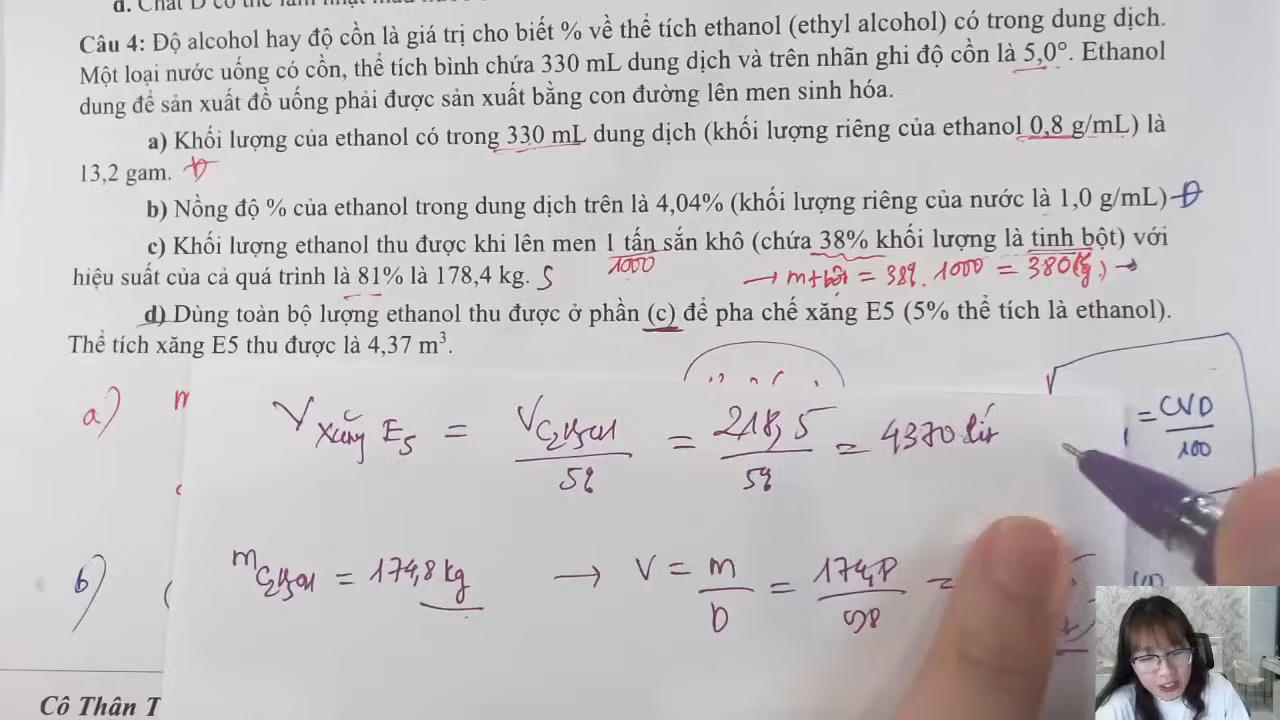 d. Chất D có thể làm nhạt màu nước
Câu 4: Độ alcohol hay độ cồn là giá trị cho biết % về thể tích ethanol (ethyl alcohol) có trong dung dịch.
Một loại nước uống có cồn, thể tích bình chứa 330 mL dung dịch và trên nhãn ghi độ cồn là 5,0°. Ethanol
dung để sản xuất đồ uống phải được sản xuất bằng con đường lên men sinh hóa.
a) Khối lượng của ethanol có trong 330 mL dung dịch (khối lượng riêng của ethanol 0,8 g/mL) là
13,2 gam. Đ
b) Nồng độ % của ethanol trong dung dịch trên là 4,04% (khối lượng riêng của nước là 1,0 g/mL) Đ
c) Khối lượng ethanol thu được khi lên men 1 tấn sắn khô (chứa 38% khối lượng là tinh bột) với
1000
hiệu suất của cả quá trình là 81% là 178,4 kg. S → m t bột = 38% . 1000 = 380 (kg) →
d) Dùng toàn bộ lượng ethanol thu được ở phần (c) để pha chế xăng E5 (5% thể tích là ethanol).
Thể tích xăng E5 thu được là 4,37 m³.
a) m
V xăng E5 = V C2H5OH / 5% = 218,5 / 5% = 4370 lít
= CVD / 100
b) m C2H5OH = 174,8 kg → V = m / D = 174,8 / 0,8 =
Cô Thân T